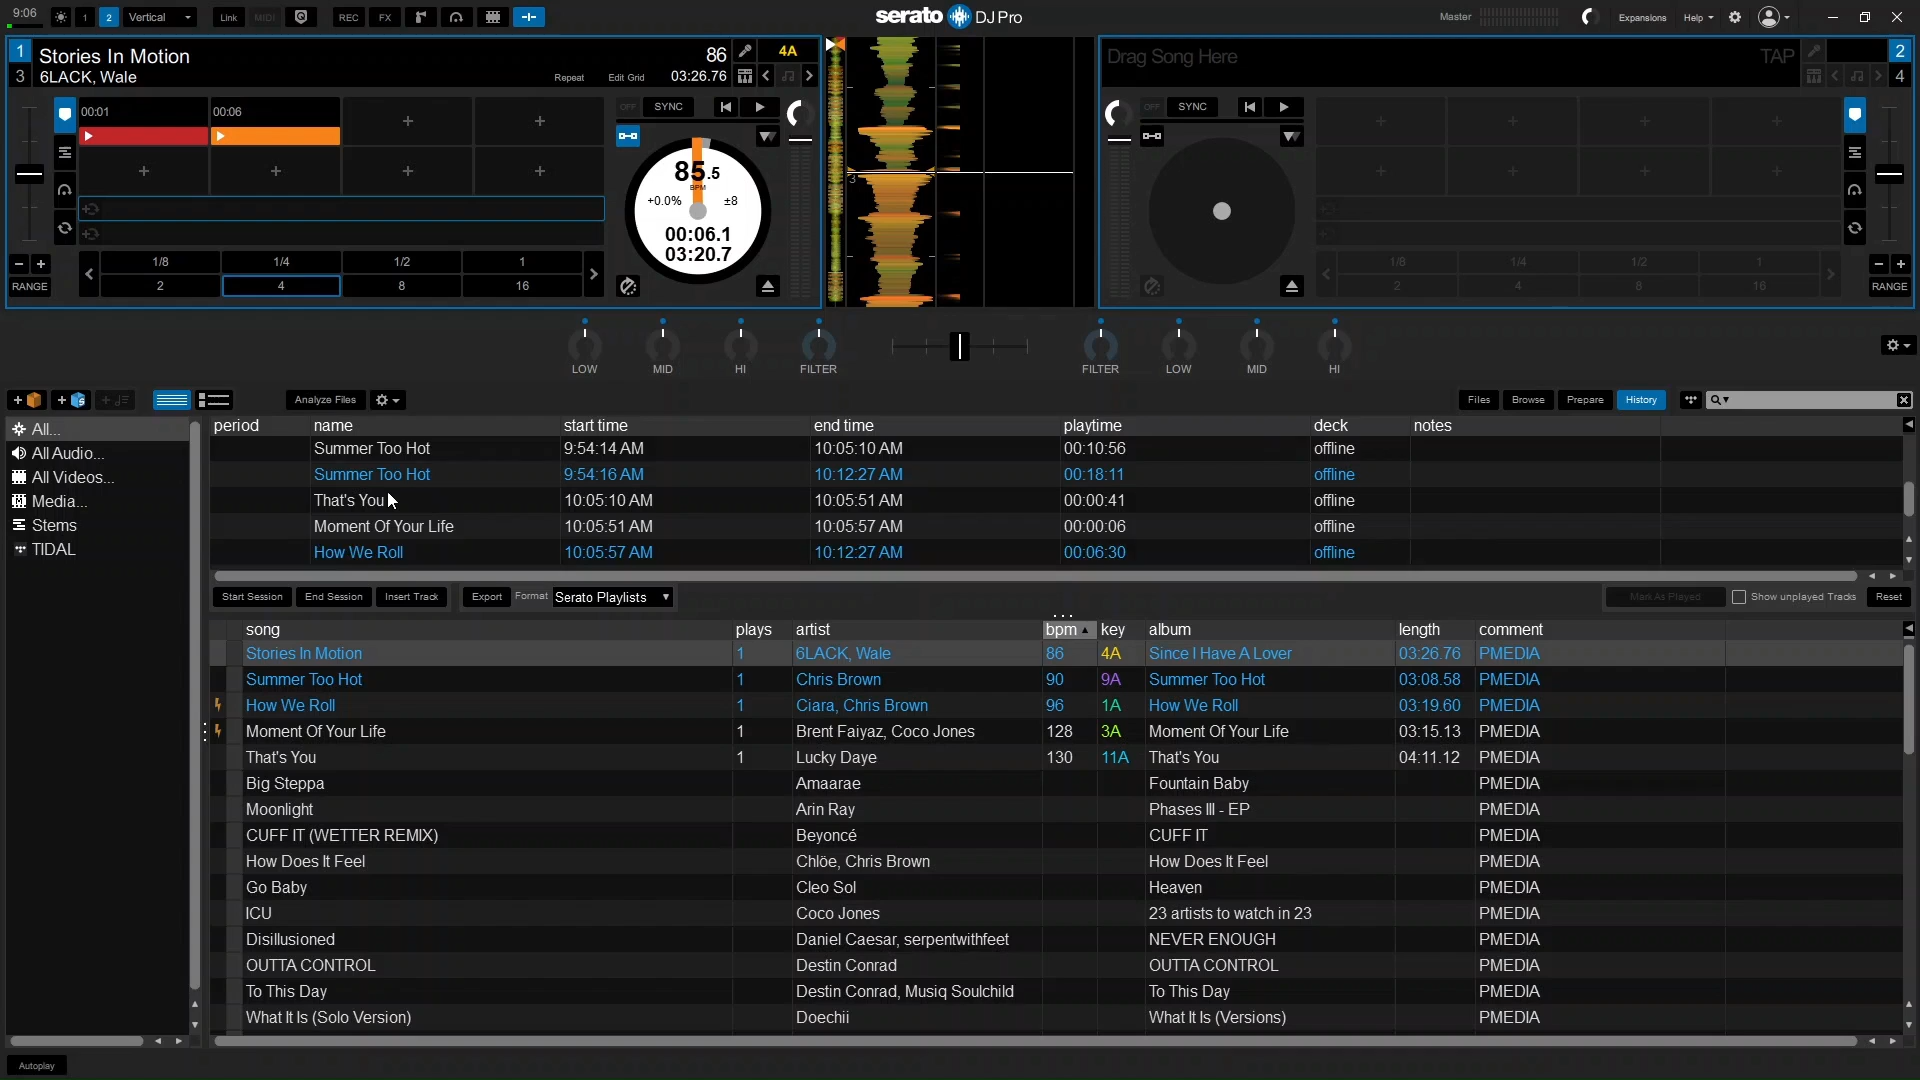 9:06 1 2 Vertical Link MIDI REC FX serato DJ Pro Master Expansions Help
1 Stories In Motion 86 4A
3 6LACK, Wale Repeat Edit Grid 03:26.76
Drag Song Here TAP 2
4
00:01 00:06 OFF SYNC
85.5
BPM
+0.0% ±8
00:06.1
03:20.7
1/8 1/4 1/2 1
2 4 8 16
RANGE
3
OFF SYNC
1/8 1/4 1/2 1
2 4 8 16
RANGE
LOW MID HI FILTER FILTER LOW MID HI
Analyze Files Files Browse Prepare History
All...
All Audio...
All Videos...
Media...
Stems
TIDAL
period name start time end time playtime deck notes
Summer Too Hot 9:54:14 AM 10:05:10 AM 00:10:56 offline
Summer Too Hot 9:54:16 AM 10:12:27 AM 00:18:11 offline
That's You 10:05:10 AM 10:05:51 AM 00:00:41 offline
Moment Of Your Life 10:05:51 AM 10:05:57 AM 00:00:06 offline
How We Roll 10:05:57 AM 10:12:27 AM 00:06:30 offline
Start Session End Session Insert Track Export Format Serato Playlists Mark As Played Show unplayed Tracks Reset
song plays artist bpm key album length comment
Stories In Motion 1 6LACK, Wale 86 4A Since I Have A Lover 03:26.76 PMEDIA
Summer Too Hot 1 Chris Brown 90 9A Summer Too Hot 03:08.58 PMEDIA
How We Roll 1 Ciara, Chris Brown 96 1A How We Roll 03:19.60 PMEDIA
Moment Of Your Life 1 Brent Faiyaz, Coco Jones 128 3A Moment Of Your Life 03:15.13 PMEDIA
That's You 1 Lucky Daye 130 11A That's You 04:11.12 PMEDIA
Big Steppa Amaarae Fountain Baby PMEDIA
Moonlight Arin Ray Phases III - EP PMEDIA
CUFF IT (WETTER REMIX) Beyoncé CUFF IT PMEDIA
How Does It Feel Chlöe, Chris Brown How Does It Feel PMEDIA
Go Baby Cleo Sol Heaven PMEDIA
ICU Coco Jones 23 artists to watch in 23 PMEDIA
Disillusioned Daniel Caesar, serpentwithfeet NEVER ENOUGH PMEDIA
OUTTA CONTROL Destin Conrad OUTTA CONTROL PMEDIA
To This Day Destin Conrad, Musiq Soulchild To This Day PMEDIA
What It Is (Solo Version) Doechii What It Is (Versions) PMEDIA
Autoplay